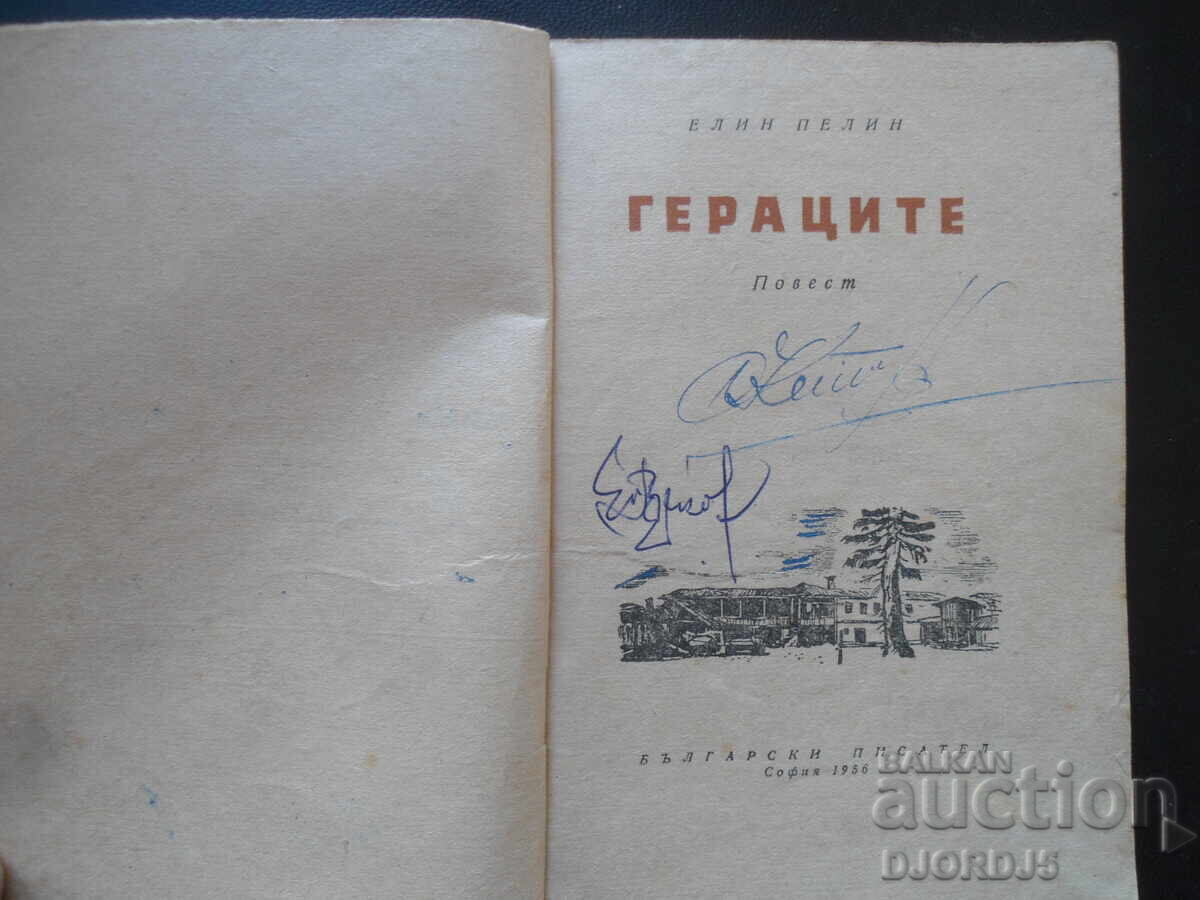 ЕЛИН ПЕЛИН
ГЕРАЦИТЕ
Повест
БЪЛГАРСКИ ПИСАТЕЛ
София 1956
BALKAN
auction
DJORDJ5